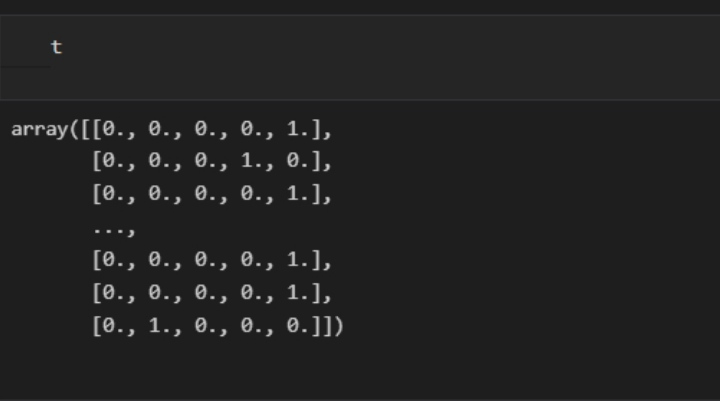 t
array([[0., 0., 0., 0., 1.],
[0., 0., 0., 1., 0.],
[0., 0., 0., 0., 1.],
...,
[0., 0., 0., 0., 1.],
[0., 0., 0., 0., 1.],
[0., 1., 0., 0., 0.]])